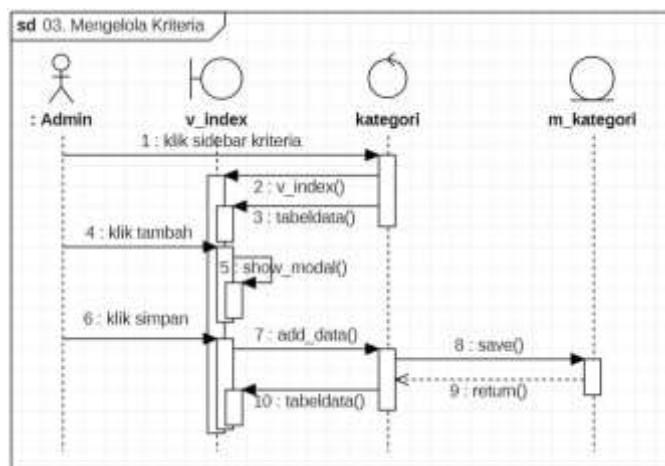 sd 03. Mengelola Kriteria
: Admin
v_index
kategori
m_kategori
1 : klik sidebar kriteria
2 : v_index()
3 : tabeldata()
4 : klik tambah
5 : show_modal()
6 : klik simpan
7 : add_data()
8 : save()
9 : return()
10 : tabeldata()